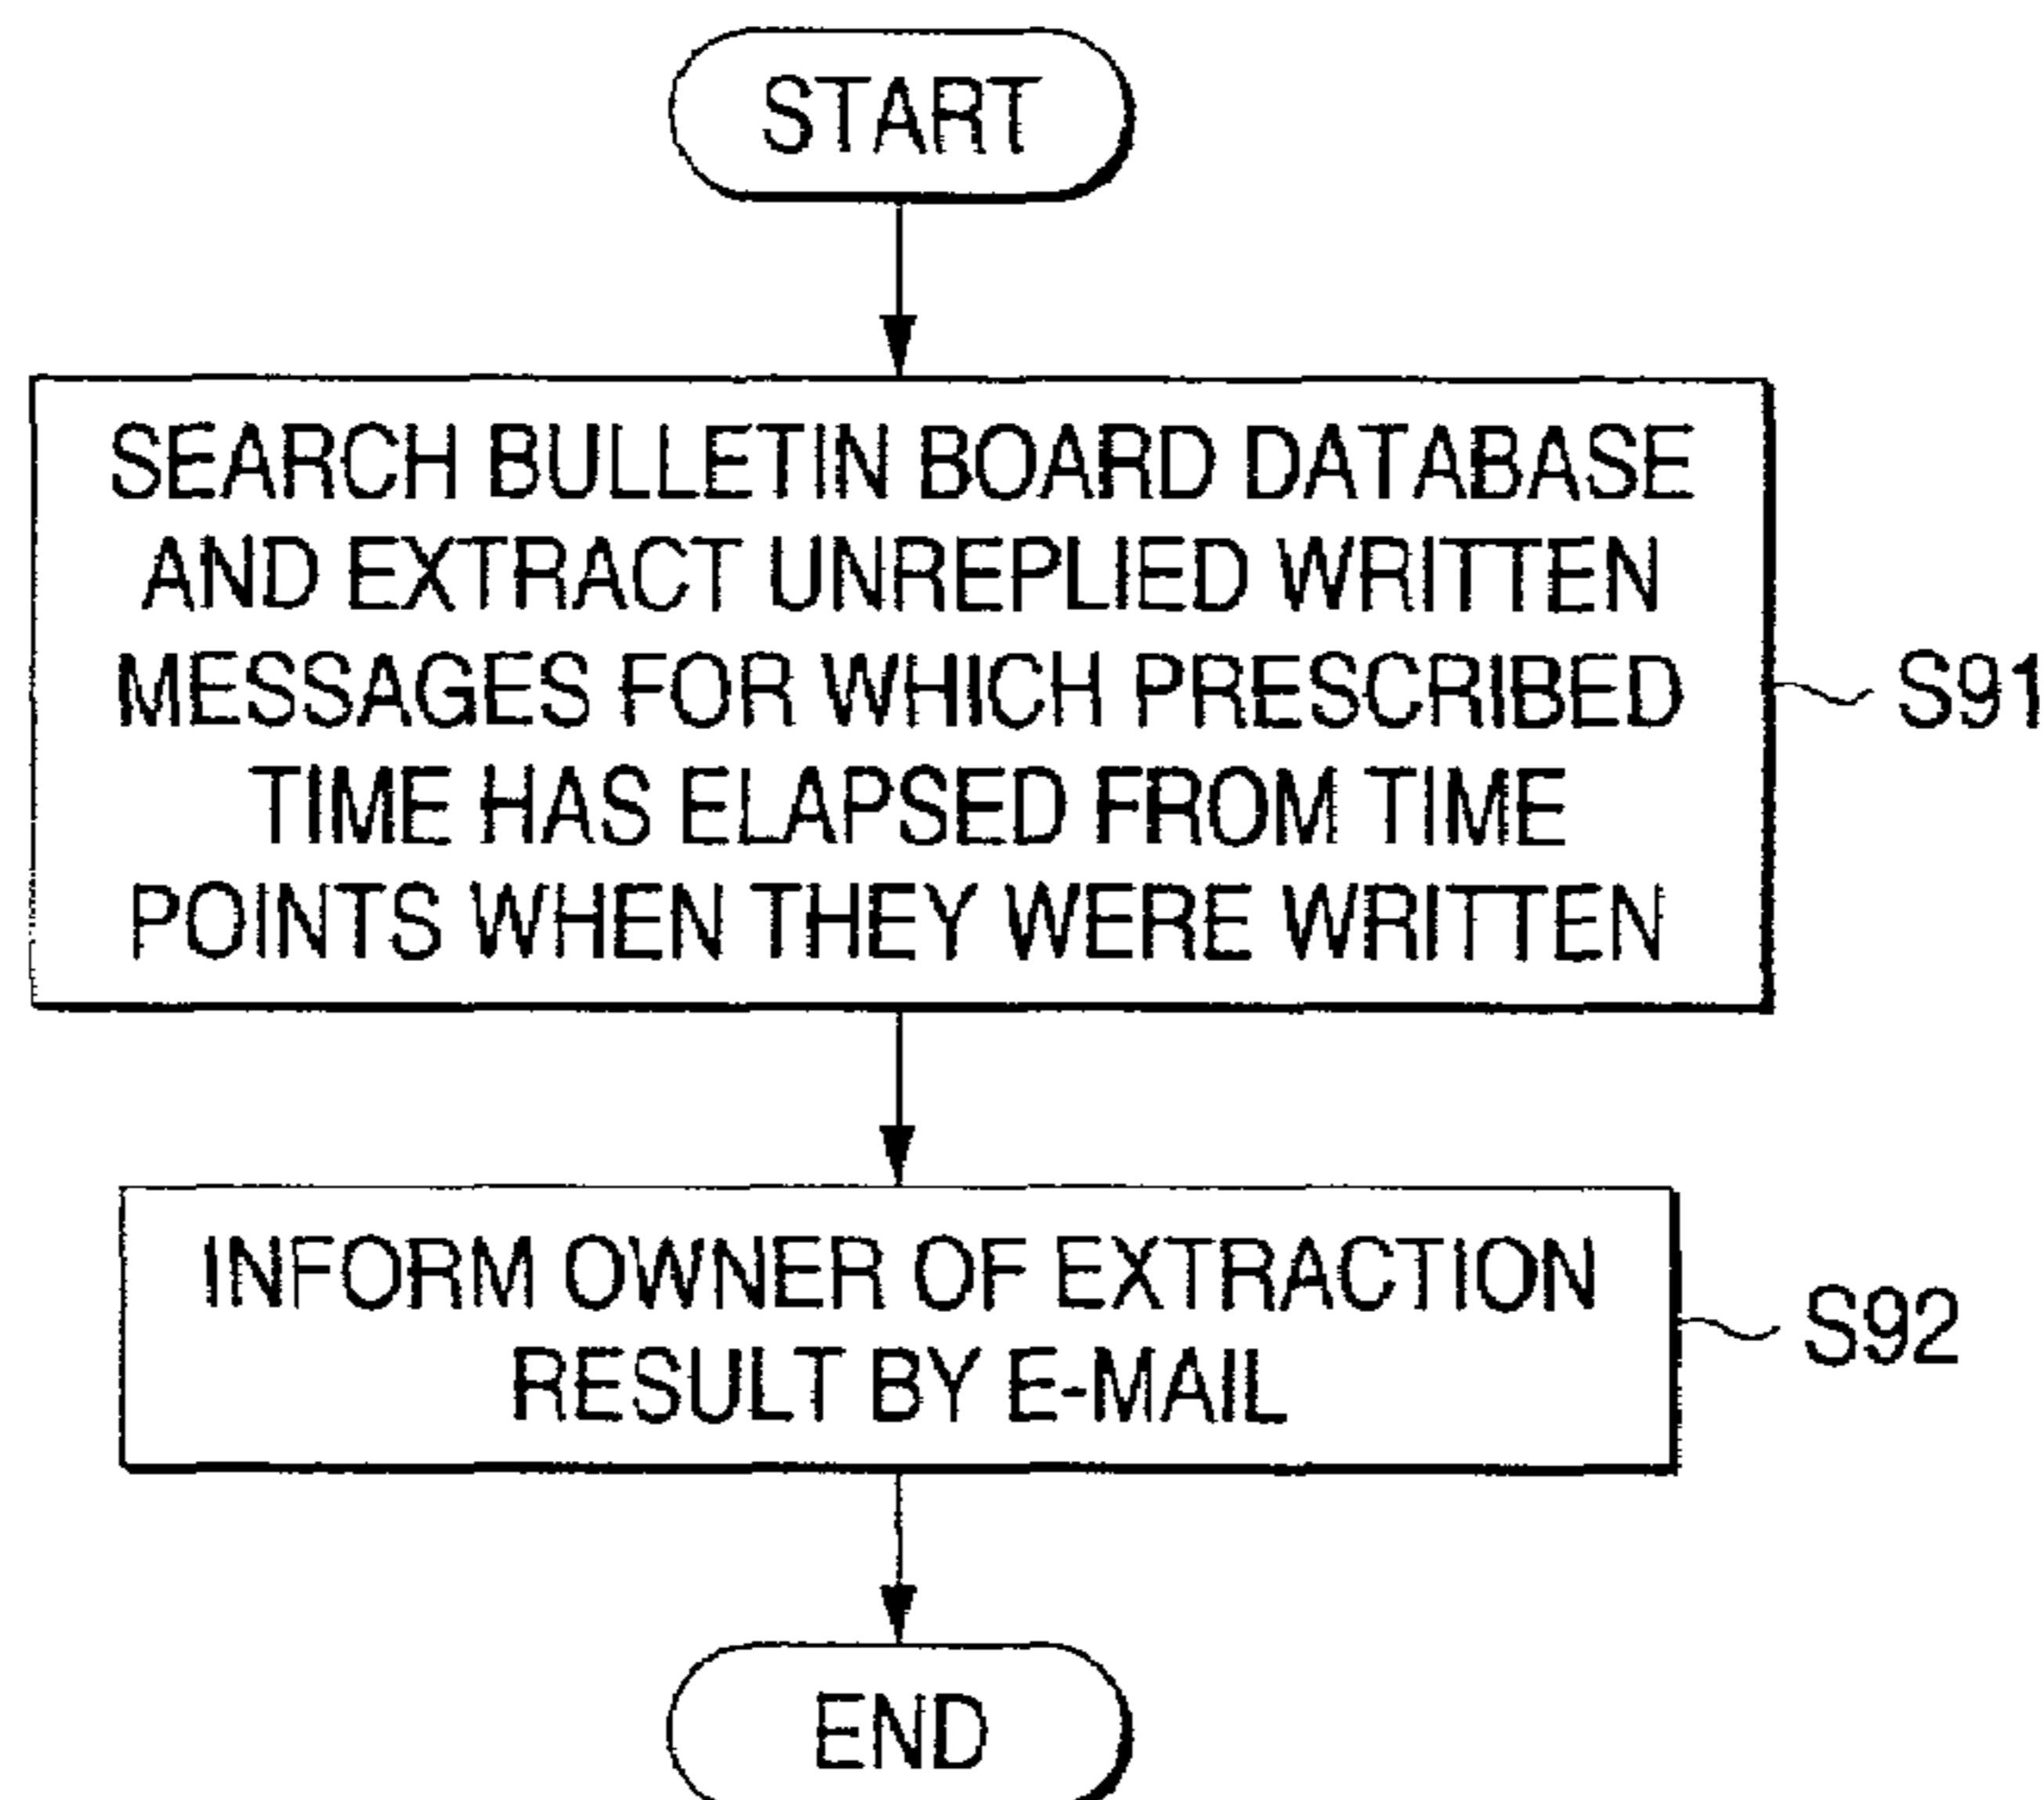 START
SEARCH BULLETIN BOARD DATABASE
AND EXTRACT UNREPLIED WRITTEN
MESSAGES FOR WHICH PRESCRIBED
TIME HAS ELAPSED FROM TIME
POINTS WHEN THEY WERE WRITTEN
S91
INFORM OWNER OF EXTRACTION
RESULT BY E-MAIL
S92
END